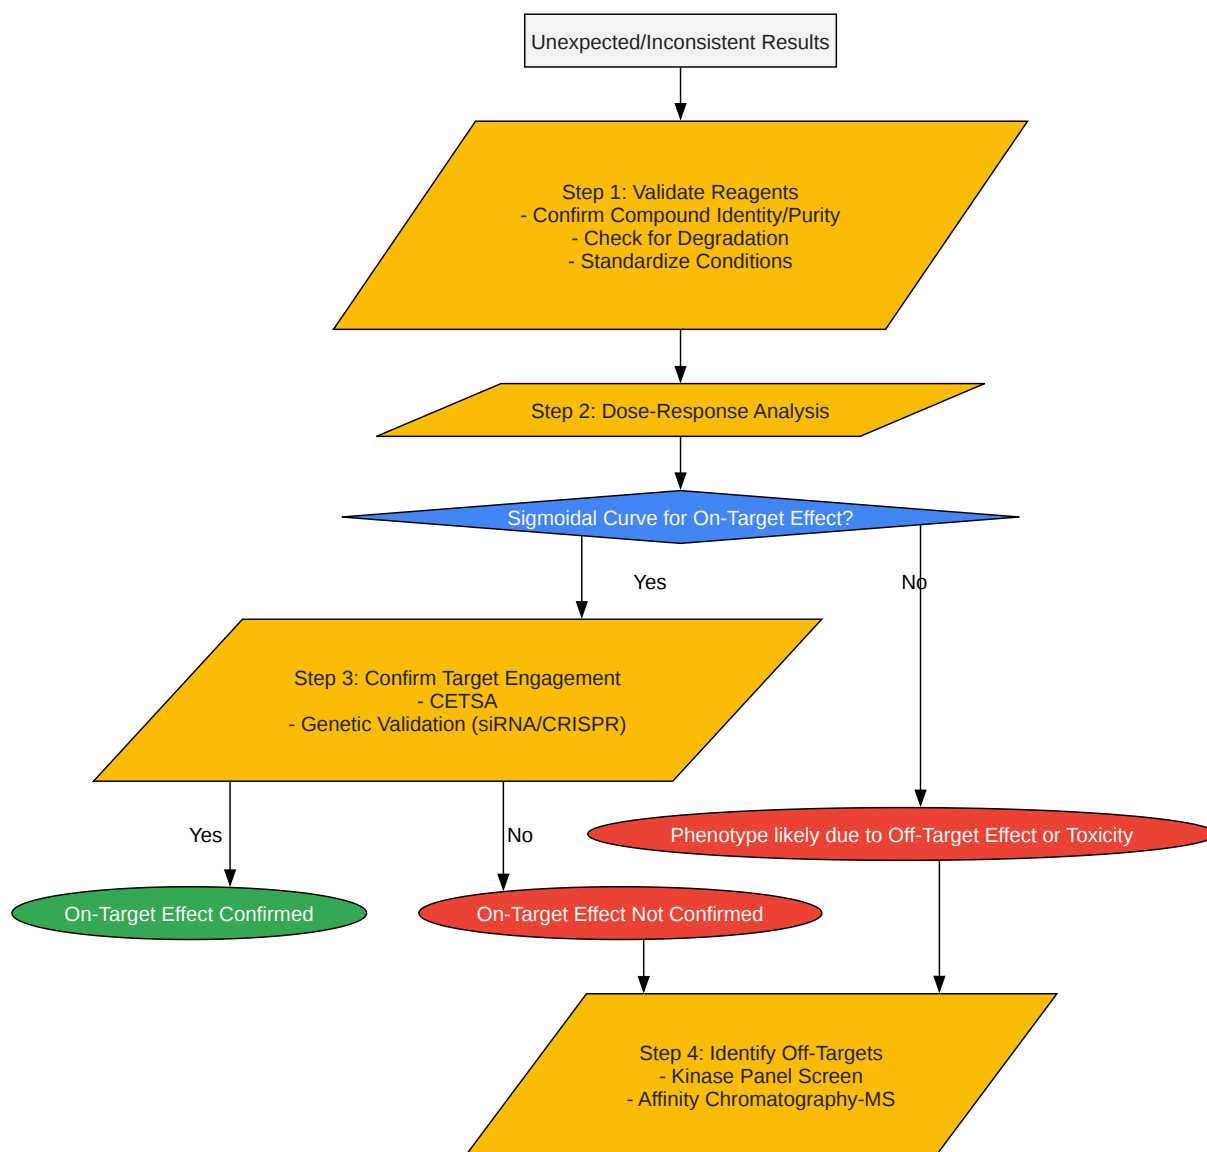 Unexpected/Inconsistent Results
Step 1: Validate Reagents
- Confirm Compound Identity/Purity
- Check for Degradation
- Standardize Conditions
Step 2: Dose-Response Analysis
Sigmoidal Curve for On-Target Effect?
Yes
No
Step 3: Confirm Target Engagement
- CETSA
- Genetic Validation (siRNA/CRISPR)
Yes
No
Phenotype likely due to Off-Target Effect or Toxicity
On-Target Effect Confirmed
On-Target Effect Not Confirmed
Step 4: Identify Off-Targets
- Kinase Panel Screen
- Affinity Chromatography-MS